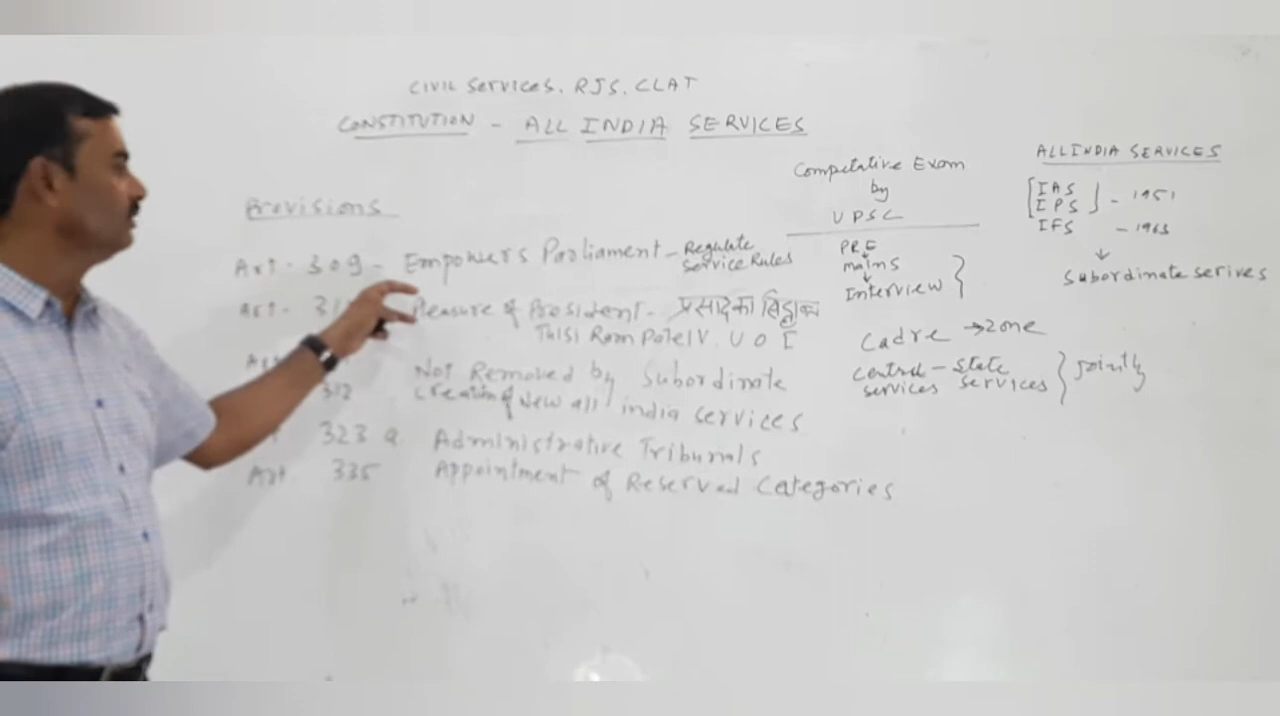 CIVIL SERVICES. RJS. CLAT
CONSTITUTION - ALL INDIA SERVICES
Provisions
Art. 309 - Empowers Parliament - Regulate
Service Rules
Art. 31 Pleasure of President -
Tulsi Ram Patel V. U O I
Not Removed by Subordinate
312 Creation of New all india services
323 a Administrative Tribunals
Art 335 Appointment of Reserved Categories
Competative Exam
by
UPSC
PRE
mains
Interview
Cadre → Zone
Central - State
services services } Jointly
ALL INDIA SERVICES
[IAS
IPS] - 1951
IFS - 1963
Subordinate serives